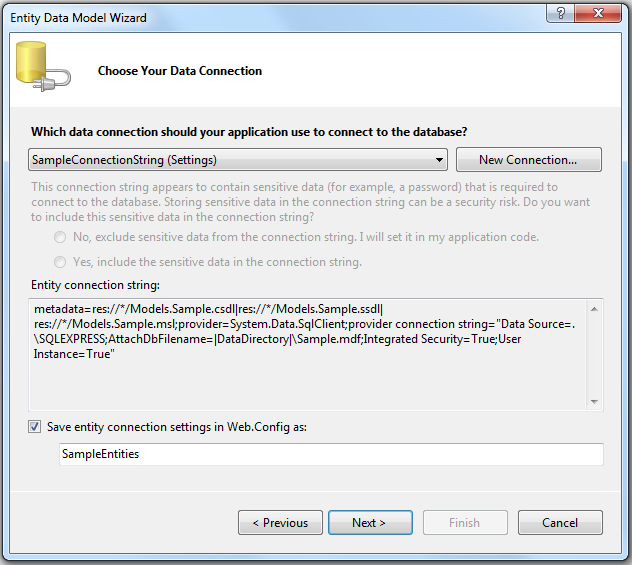 Entity Data Model Wizard
?
Choose Your Data Connection
Which data connection should your application use to connect to the database?
SampleConnectionString (Settings)
New Connection...
This connection string appears to contain sensitive data (for example, a password) that is required to
connect to the database. Storing sensitive data in the connection string can be a security risk. Do you want
to include this sensitive data in the connection string?
No, exclude sensitive data from the connection string. I will set it in my application code.
Yes, include the sensitive data in the connection string.
Entity connection string:
metadata=res://*/Models.Sample.csdl|res://*/Models.Sample.ssdl|
res://*/Models.Sample.msl;provider=System.Data.SqlClient;provider connection string="Data Source=.
\SQLEXPRESS;AttachDbFilename=|DataDirectory|\Sample.mdf;Integrated Security=True;User
Instance=True"
Save entity connection settings in Web.Config as:
SampleEntities
< Previous
Next >
Finish
Cancel